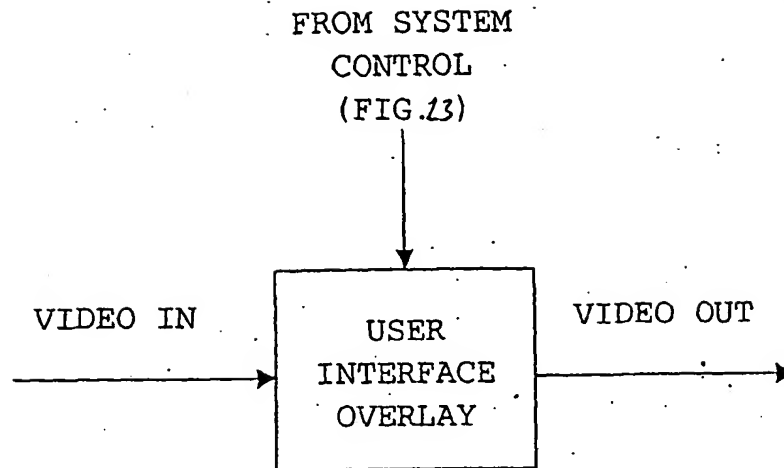 FROM SYSTEM
CONTROL
(FIG.13)
VIDEO IN
USER
INTERFACE
OVERLAY
VIDEO OUT